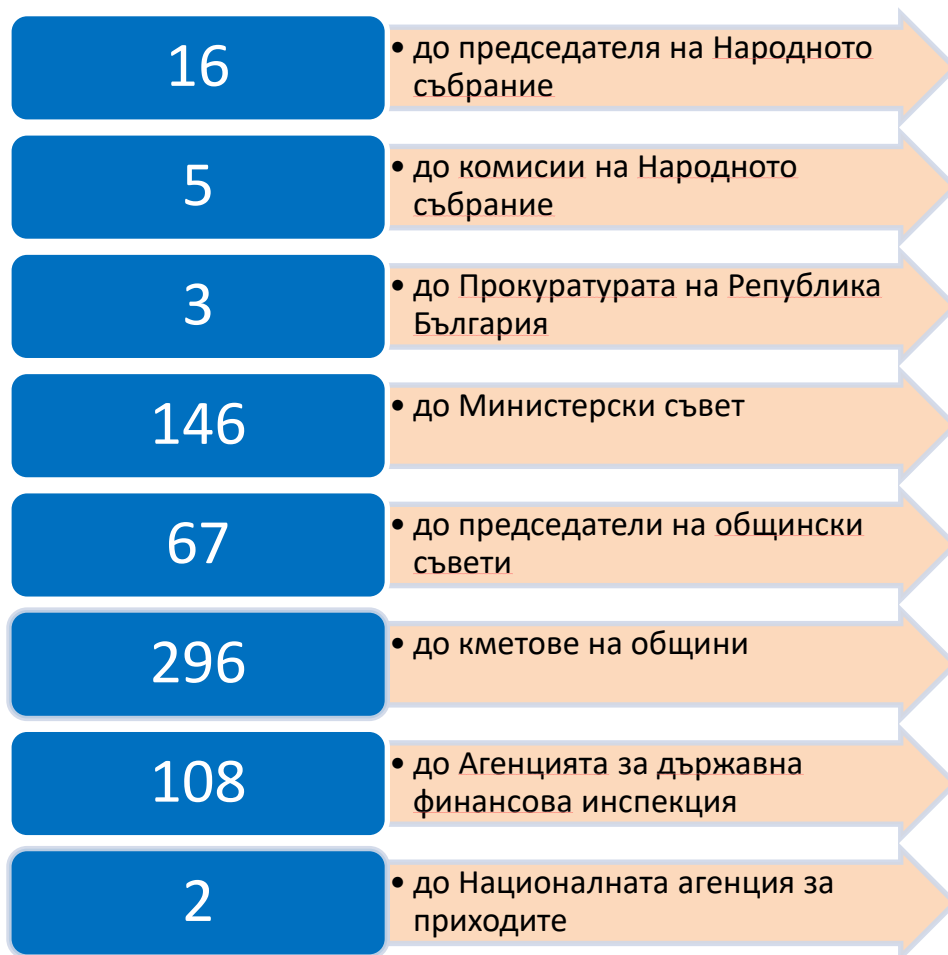 16
• до председателя на Народното
събрание
5
• до комисии на Народното
събрание
3
• до Прокуратурата на Република
България
146
• до Министерски съвет
67
• до председатели на общински
съвети
296
• до кметове на общини
108
• до Агенцията за държавна
финансова инспекция
2
• до Националната агенция за
приходите